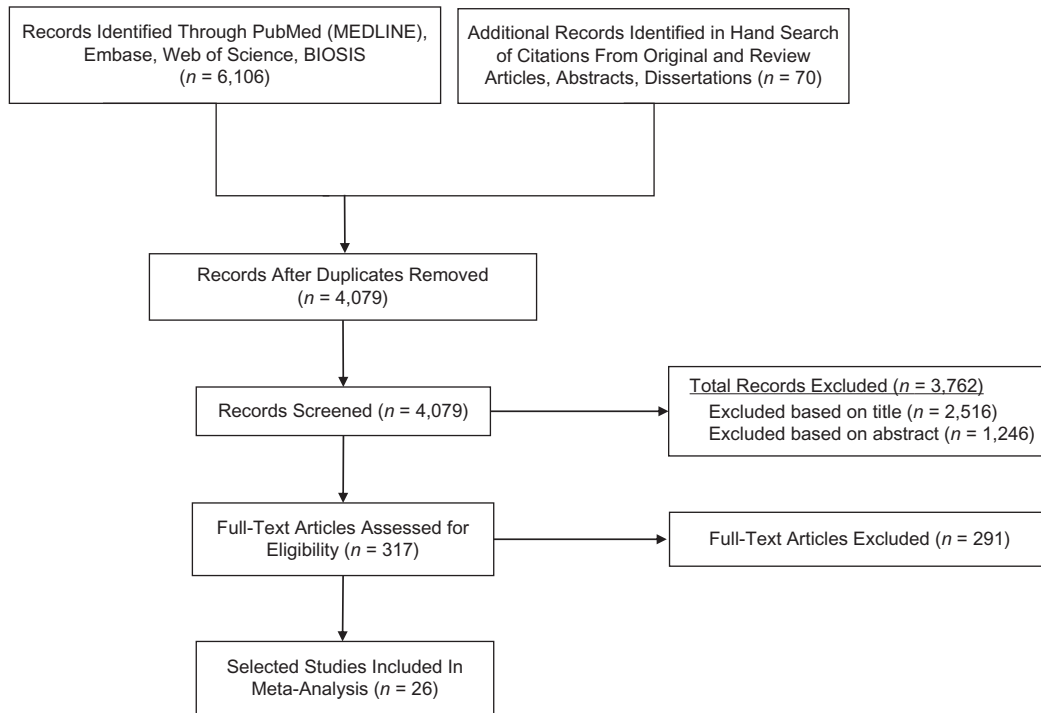 Records Identified Through PubMed (MEDLINE),
Embase, Web of Science, BIOSIS
(n = 6,106)
Additional Records Identified in Hand Search
of Citations From Original and Review
Articles, Abstracts, Dissertations (n = 70)
Records After Duplicates Removed
(n = 4,079)
Records Screened (n = 4,079)
Total Records Excluded (n = 3,762)
Excluded based on title (n = 2,516)
Excluded based on abstract (n = 1,246)
Full-Text Articles Assessed for
Eligibility (n = 317)
Full-Text Articles Excluded (n = 291)
Selected Studies Included In
Meta-Analysis (n = 26)